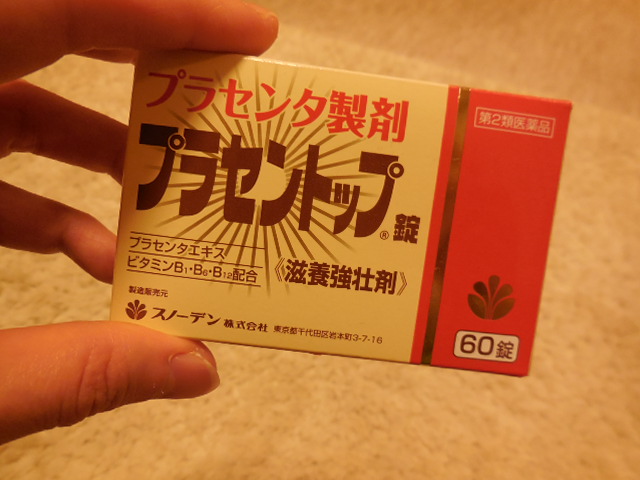 プラセンタ製剤
第2類医薬品
プラセントップ®錠
プラセンタエキス
ビタミンB1・B6・B12配合
《滋養強壮剤》
製造販売元
スノーデン株式会社 東京都千代田区岩本町3-7-16
60錠